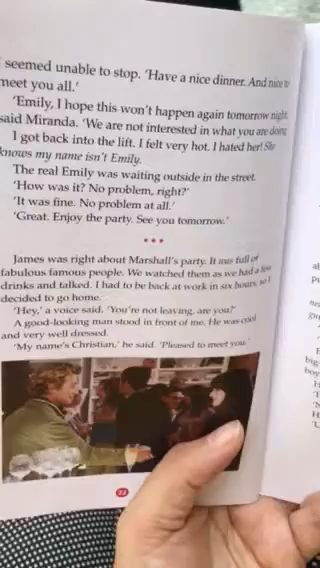 I seemed unable to stop. 'Have a nice dinner. And nice to
meet you all.'
'Emily, I hope this won't happen again tomorrow night,'
said Miranda. 'We are not interested in what you are doing
I got back into the lift. I felt very hot. I hated her! She
knows my name isn't Emily.
The real Emily was waiting outside in the street.
'How was it? No problem, right?'
'It was fine. No problem at all.'
'Great. Enjoy the party. See you tomorrow.'
***
James was right about Marshall's party. It was full of
fabulous famous people. We watched them as we had a few
drinks and talked. I had to be back at work in six hours, so I
decided to go home.
'Hey,' a voice said. 'You're not leaving, are you?'
A good-looking man stood in front of me. He was cool
and very well dressed.
'My name's Christian,' he said. 'Pleased to meet you.'
22